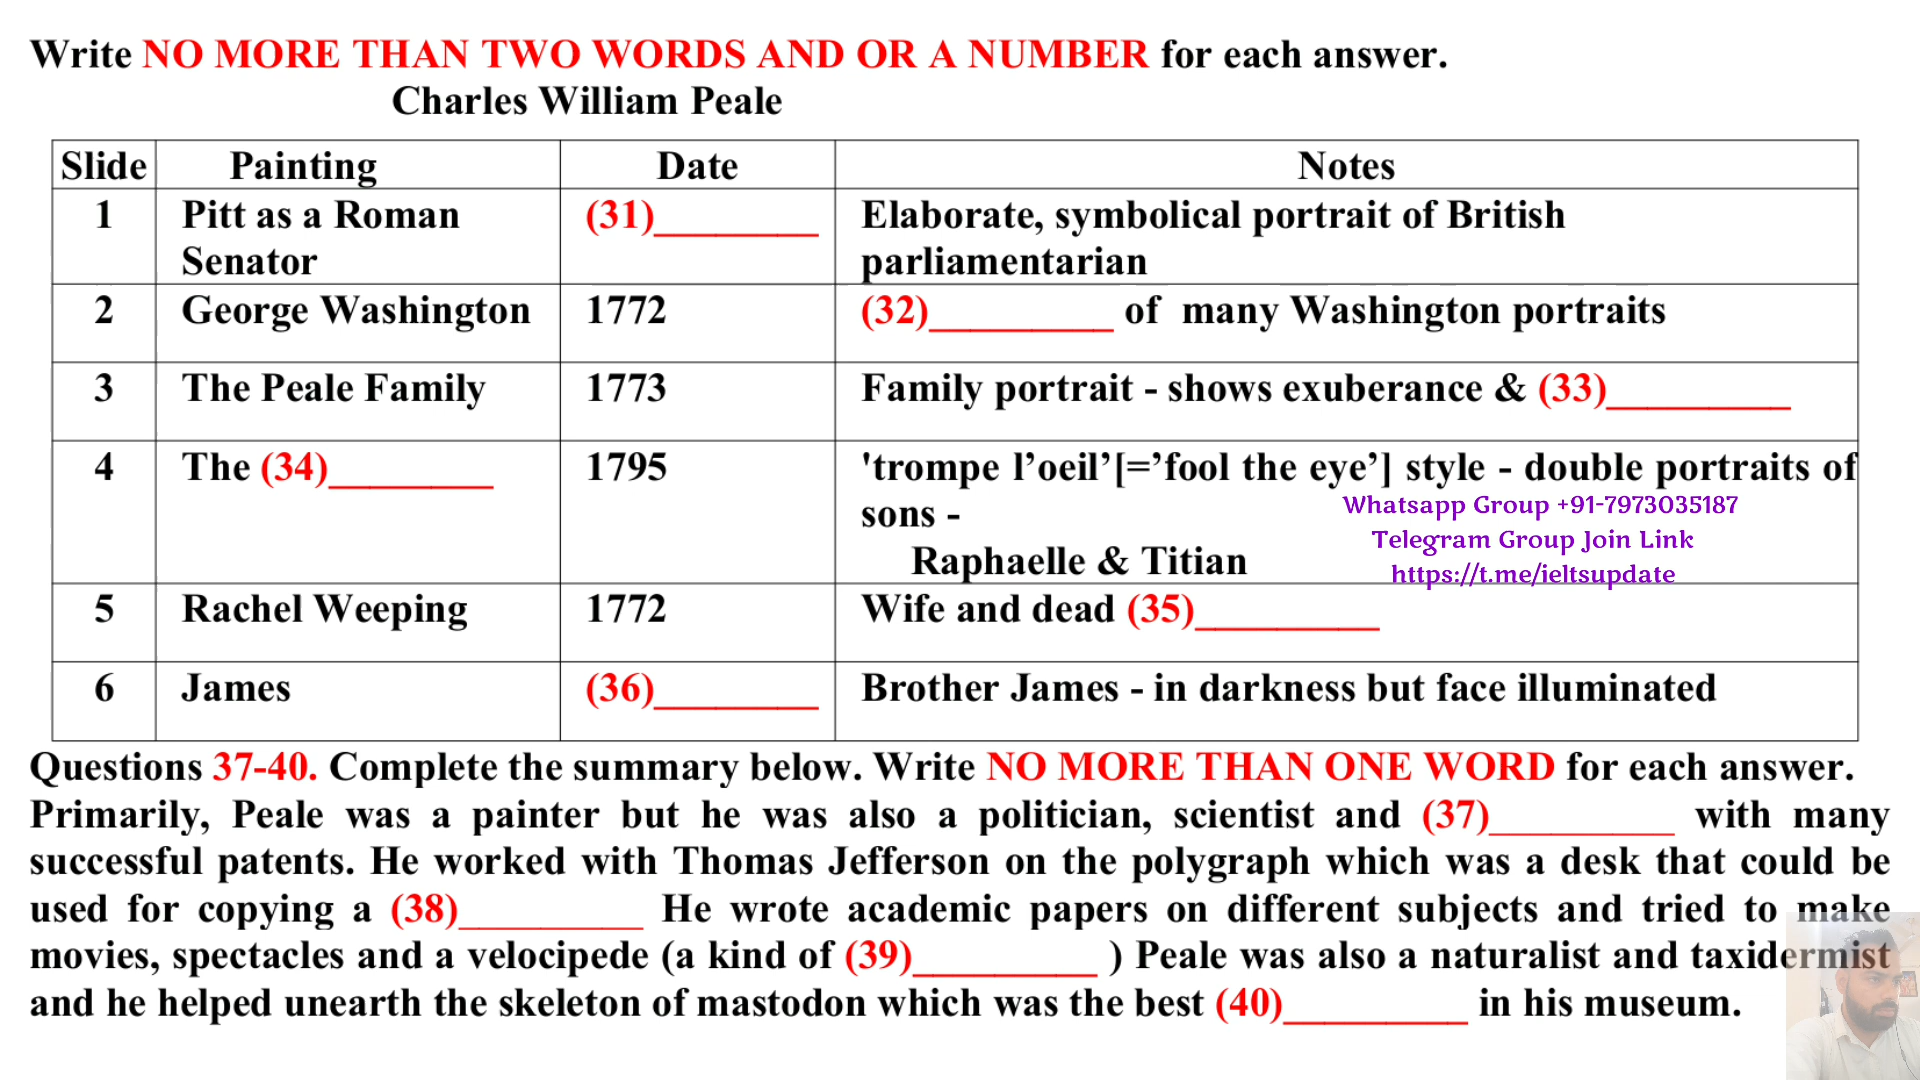 Write NO MORE THAN TWO WORDS AND OR A NUMBER for each answer.
Charles William Peale
Slide Painting Date Notes
1 Pitt as a Roman Senator (31)________ Elaborate, symbolical portrait of British parliamentarian
2 George Washington 1772 (32)_________ of many Washington portraits
3 The Peale Family 1773 Family portrait - shows exuberance & (33)_________
4 The (34)________ 1795 'trompe l’oeil’[=’fool the eye’] style - double portraits of sons -
Raphaelle & Titian
Whatsapp Group +91-7973035187
Telegram Group Join Link
https://t.me/ieltsupdate
5 Rachel Weeping 1772 Wife and dead (35)_________
6 James (36)________ Brother James - in darkness but face illuminated
Questions 37-40. Complete the summary below. Write NO MORE THAN ONE WORD for each answer.
Primarily, Peale was a painter but he was also a politician, scientist and (37)_________ with many
successful patents. He worked with Thomas Jefferson on the polygraph which was a desk that could be
used for copying a (38)_________ He wrote academic papers on different subjects and tried to make
movies, spectacles and a velocipede (a kind of (39)_________ ) Peale was also a naturalist and taxidermist
and he helped unearth the skeleton of mastodon which was the best (40)_________ in his museum.